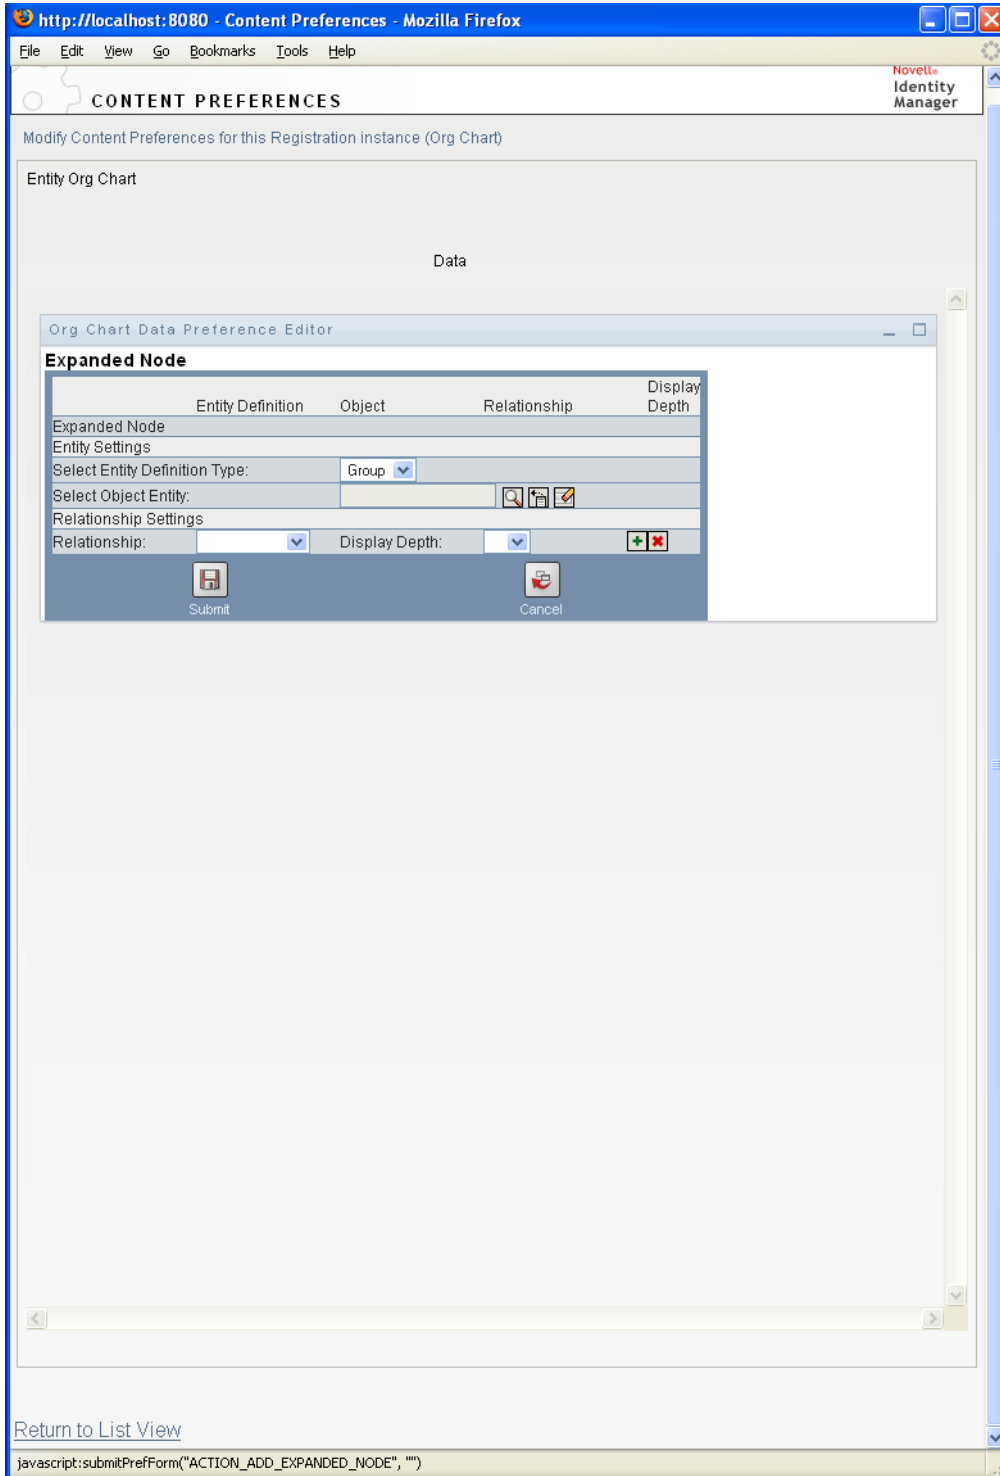 http://localhost:8080 - Content Preferences - Mozilla Firefox
File Edit View Go Bookmarks Tools Help
Novell®
Identity
Manager
CONTENT PREFERENCES
Modify Content Preferences for this Registration instance (Org Chart)
Entity Org Chart
Data
Org Chart Data Preference Editor
Expanded Node
Entity Definition Object Relationship Display Depth
Expanded Node
Entity Settings
Select Entity Definition Type: Group
Select Object Entity:
Relationship Settings
Relationship: Display Depth:
Submit Cancel
Return to List View
javascript:submitPrefForm("ACTION_ADD_EXPANDED_NODE", "")